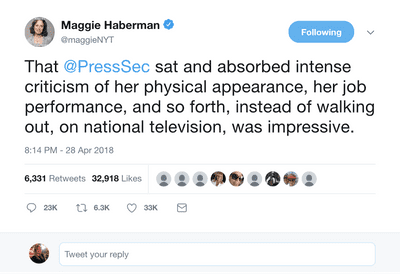 Maggie Haberman
@maggieNYT
Following
That @PressSec sat and absorbed intense
criticism of her physical appearance, her job
performance, and so forth, instead of walking
out, on national television, was impressive.
8:14 PM - 28 Apr 2018
6,331 Retweets 32,918 Likes
23K 6.3K 33K
Tweet your reply